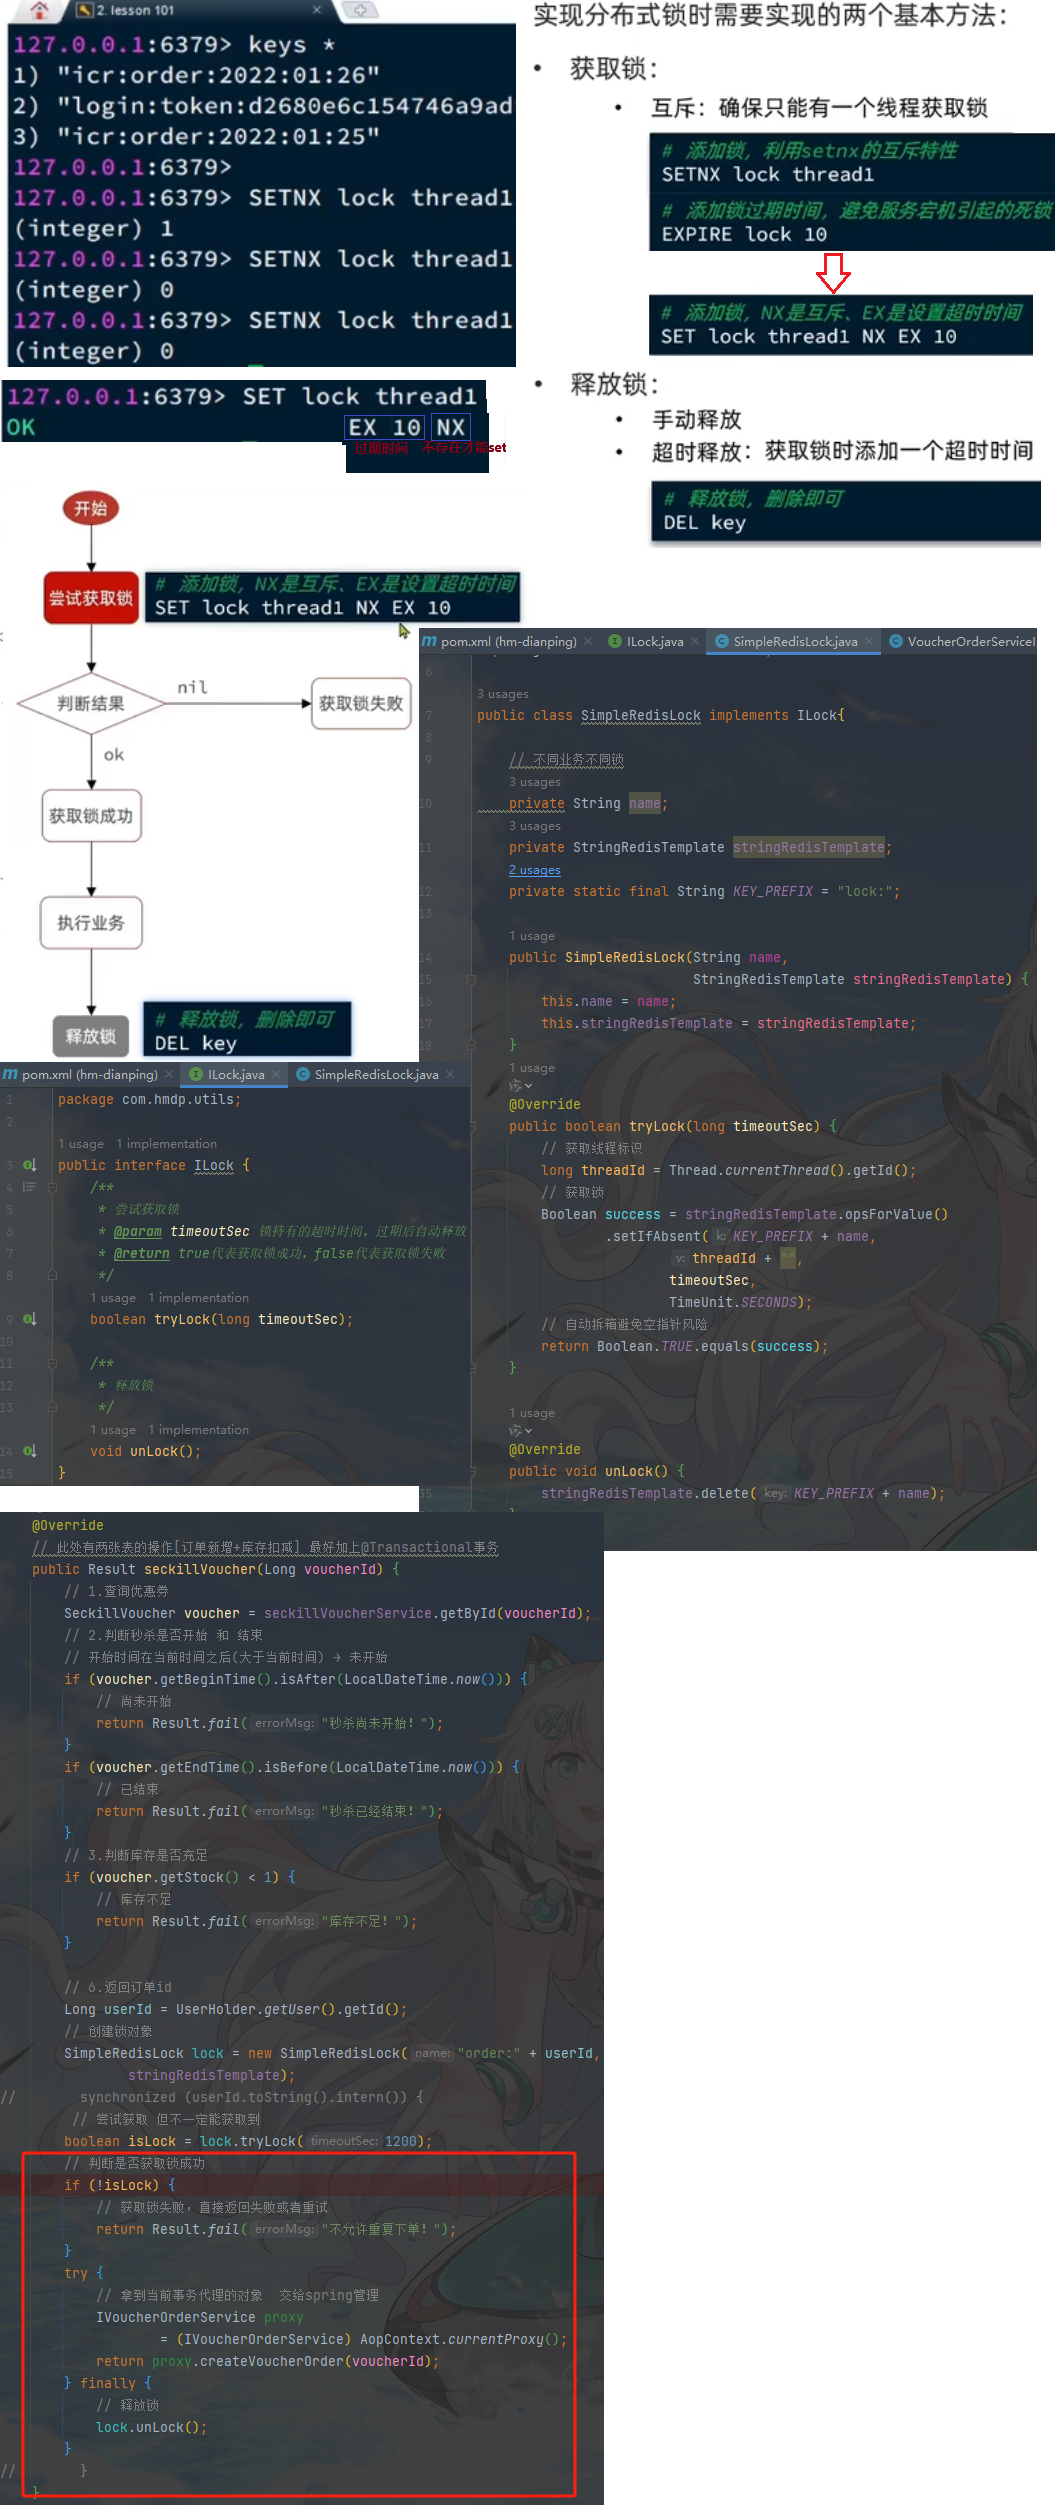 2. lesson 101
127.0.0.1:6379> keys *
1) "icr:order:2022:01:26"
2) "login:token:d2680e6c154746a9ad
3) "icr:order:2022:01:25"
127.0.0.1:6379>
127.0.0.1:6379> SETNX lock thread1
(integer) 1
127.0.0.1:6379> SETNX lock thread1
(integer) 0
127.0.0.1:6379> SETNX lock thread1
(integer) 0
127.0.0.1:6379> SET lock thread1
OK
EX 10 NX
过期时间 不存在才能set
实现分布式锁时需要实现的两个基本方法：
• 获取锁：
• 互斥：确保只能有一个线程获取锁
# 添加锁，利用setnx的互斥特性
SETNX lock thread1
# 添加锁过期时间，避免服务宕机引起的死锁
EXPIRE lock 10
# 添加锁，NX是互斥、EX是设置超时时间
SET lock thread1 NX EX 10
• 释放锁：
• 手动释放
• 超时释放：获取锁时添加一个超时时间
# 释放锁，删除即可
DEL key
开始
尝试获取锁
# 添加锁，NX是互斥、EX是设置超时时间
SET lock thread1 NX EX 10
判断结果
nil
获取锁失败
ok
获取锁成功
执行业务
释放锁
# 释放锁，删除即可
DEL key
pom.xml (hm-dianping) ILock.java SimpleRedisLock.java VoucherOrderServiceI
6
3 usages
7 public class SimpleRedisLock implements ILock{
8
9 // 不同业务不同锁
3 usages
10 private String name;
3 usages
11 private StringRedisTemplate stringRedisTemplate;
2 usages
12 private static final String KEY_PREFIX = "lock:";
13
1 usage
14 public SimpleRedisLock(String name,
15 StringRedisTemplate stringRedisTemplate) {
16 this.name = name;
17 this.stringRedisTemplate = stringRedisTemplate;
18 }
1 usage
@Override
public boolean tryLock(long timeoutSec) {
// 获取线程标识
long threadId = Thread.currentThread().getId();
// 获取锁
Boolean success = stringRedisTemplate.opsForValue()
.setIfAbsent( k: KEY_PREFIX + name,
v: threadId + "",
timeoutSec,
TimeUnit.SECONDS);
// 自动拆箱避免空指针风险
return Boolean.TRUE.equals(success);
}
1 usage
@Override
public void unLock() {
35 stringRedisTemplate.delete( key: KEY_PREFIX + name);
pom.xml (hm-dianping) ILock.java SimpleRedisLock.java
1 package com.hmdp.utils;
2
1 usage 1 implementation
3 public interface ILock {
4 /**
5 * 尝试获取锁
6 * @param timeoutSec 锁持有的超时时间，过期后自动释放
7 * @return true代表获取锁成功，false代表获取锁失败
8 */
1 usage 1 implementation
9 boolean tryLock(long timeoutSec);
10
11 /**
12 * 释放锁
13 */
1 usage 1 implementation
14 void unLock();
15 }
@Override
// 此处有两张表的操作[订单新增+库存扣减] 最好加上@Transactional事务
public Result seckillVoucher(Long voucherId) {
// 1.查询优惠券
SeckillVoucher voucher = seckillVoucherService.getById(voucherId);
// 2.判断秒杀是否开始 和 结束
// 开始时间在当前时间之后(大于当前时间) → 未开始
if (voucher.getBeginTime().isAfter(LocalDateTime.now())) {
// 尚未开始
return Result.fail( errorMsg: "秒杀尚未开始！");
}
if (voucher.getEndTime().isBefore(LocalDateTime.now())) {
// 已结束
return Result.fail( errorMsg: "秒杀已经结束！");
}
// 3.判断库存是否充足
if (voucher.getStock() < 1) {
// 库存不足
return Result.fail( errorMsg: "库存不足！");
}
// 6.返回订单id
Long userId = UserHolder.getUser().getId();
// 创建锁对象
SimpleRedisLock lock = new SimpleRedisLock( name: "order:" + userId,
stringRedisTemplate);
// synchronized (userId.toString().intern()) {
// 尝试获取 但不一定能获取到
boolean isLock = lock.tryLock( timeoutSec: 1200);
// 判断是否获取锁成功
if (!isLock) {
// 获取锁失败，直接返回失败或者重试
return Result.fail( errorMsg: "不允许重复下单！");
}
try {
// 拿到当前事务代理的对象 交给spring管理
IVoucherOrderService proxy
= (IVoucherOrderService) AopContext.currentProxy();
return proxy.createVoucherOrder(voucherId);
} finally {
// 释放锁
lock.unLock();
}
// }
}